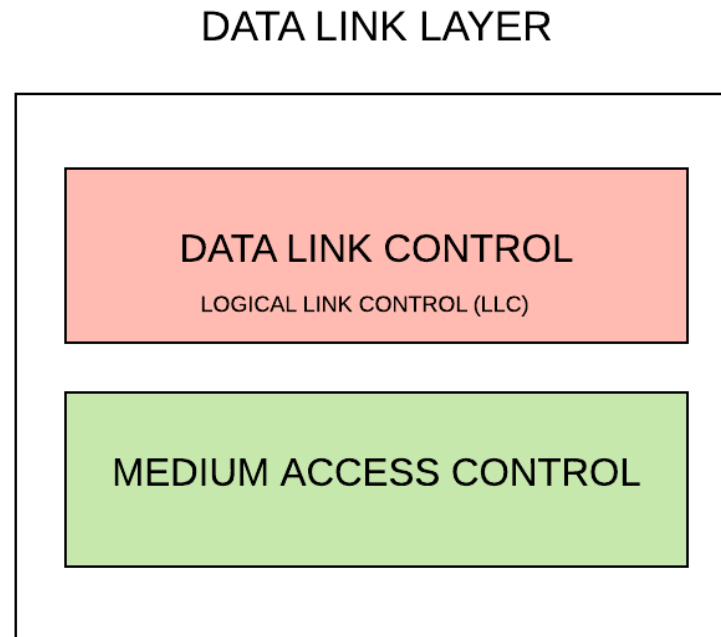 DATA LINK LAYER
DATA LINK CONTROL
LOGICAL LINK CONTROL (LLC)
MEDIUM ACCESS CONTROL